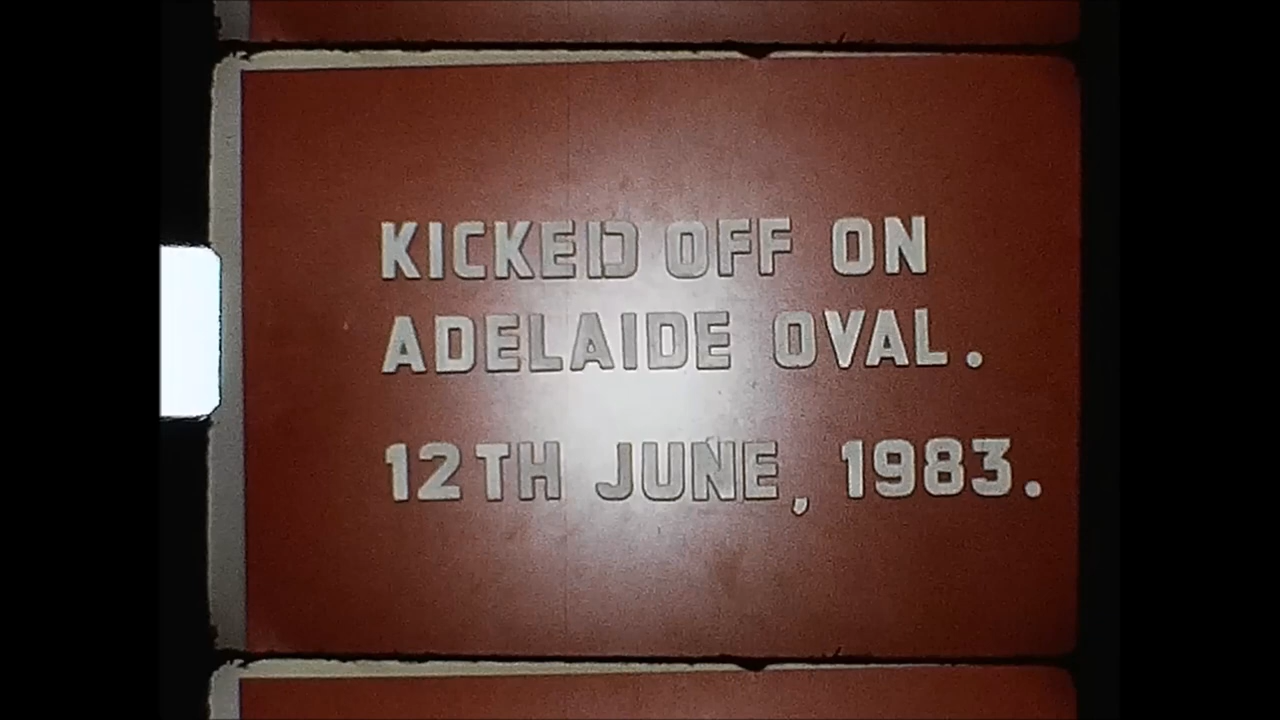 KICKED OFF ON
ADELAIDE OVAL.
12TH JUNE, 1983.